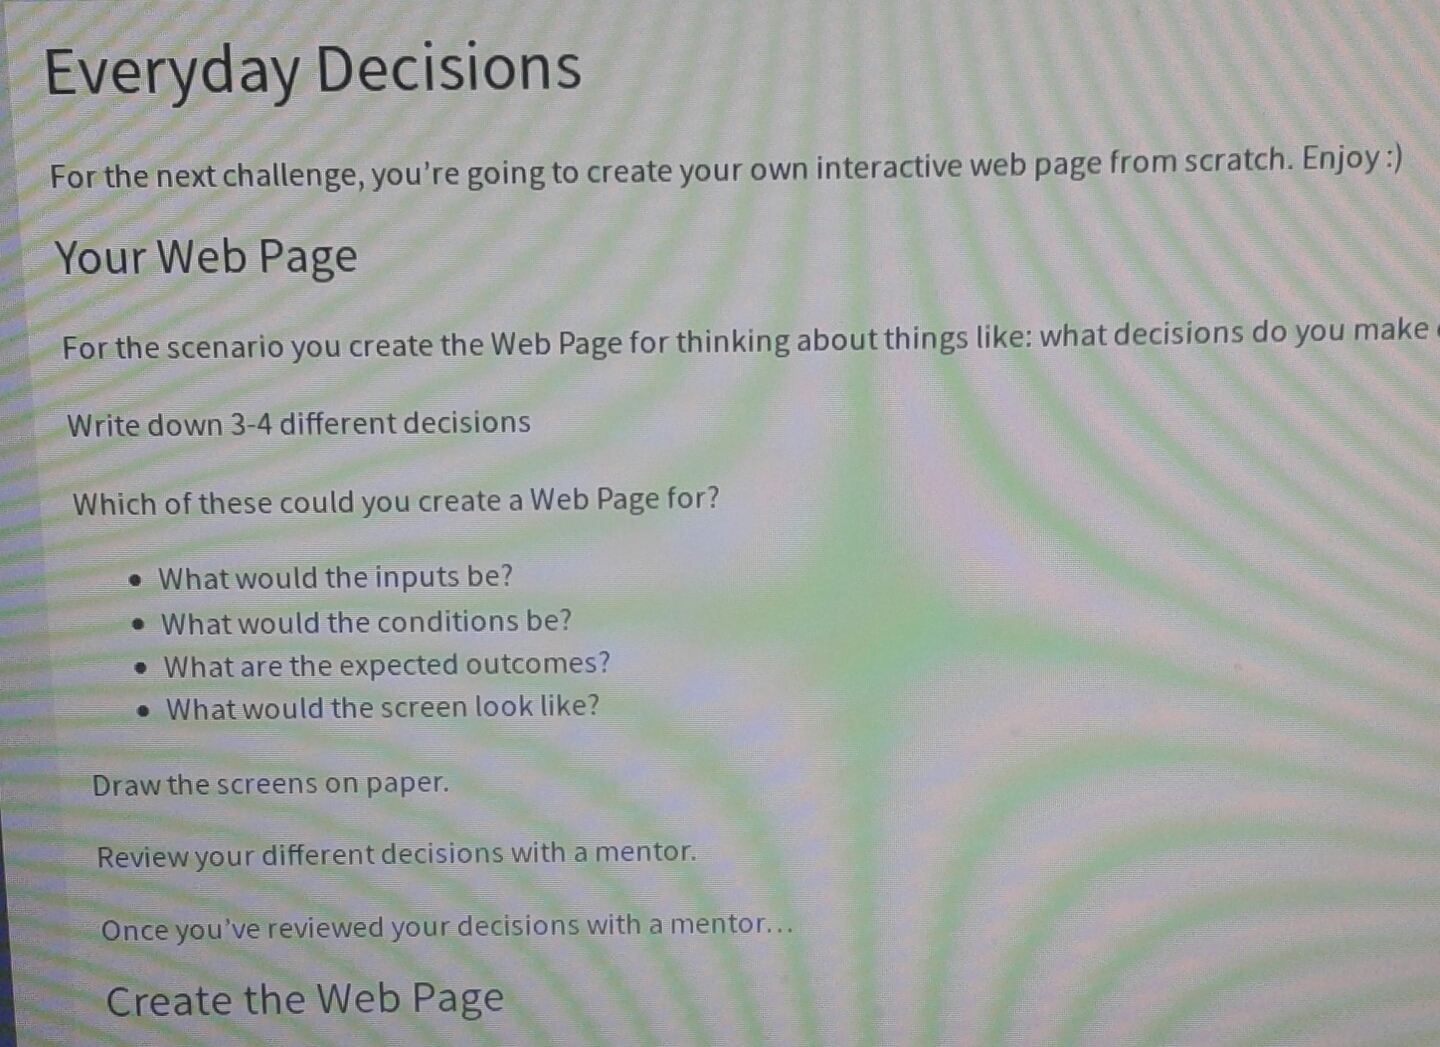 Everyday Decisions
For the next challenge, you're going to create your own interactive web page from scratch. Enjoy :)
Your Web Page
For the scenario you create the Web Page for thinking about things like: what decisions do you make
Write down 3-4 different decisions
Which of these could you create a Web Page for?
• What would the inputs be?
• What would the conditions be?
• What are the expected outcomes?
• What would the screen look like?
Draw the screens on paper.
Review your different decisions with a mentor.
Once you've reviewed your decisions with a mentor...
Create the Web Page